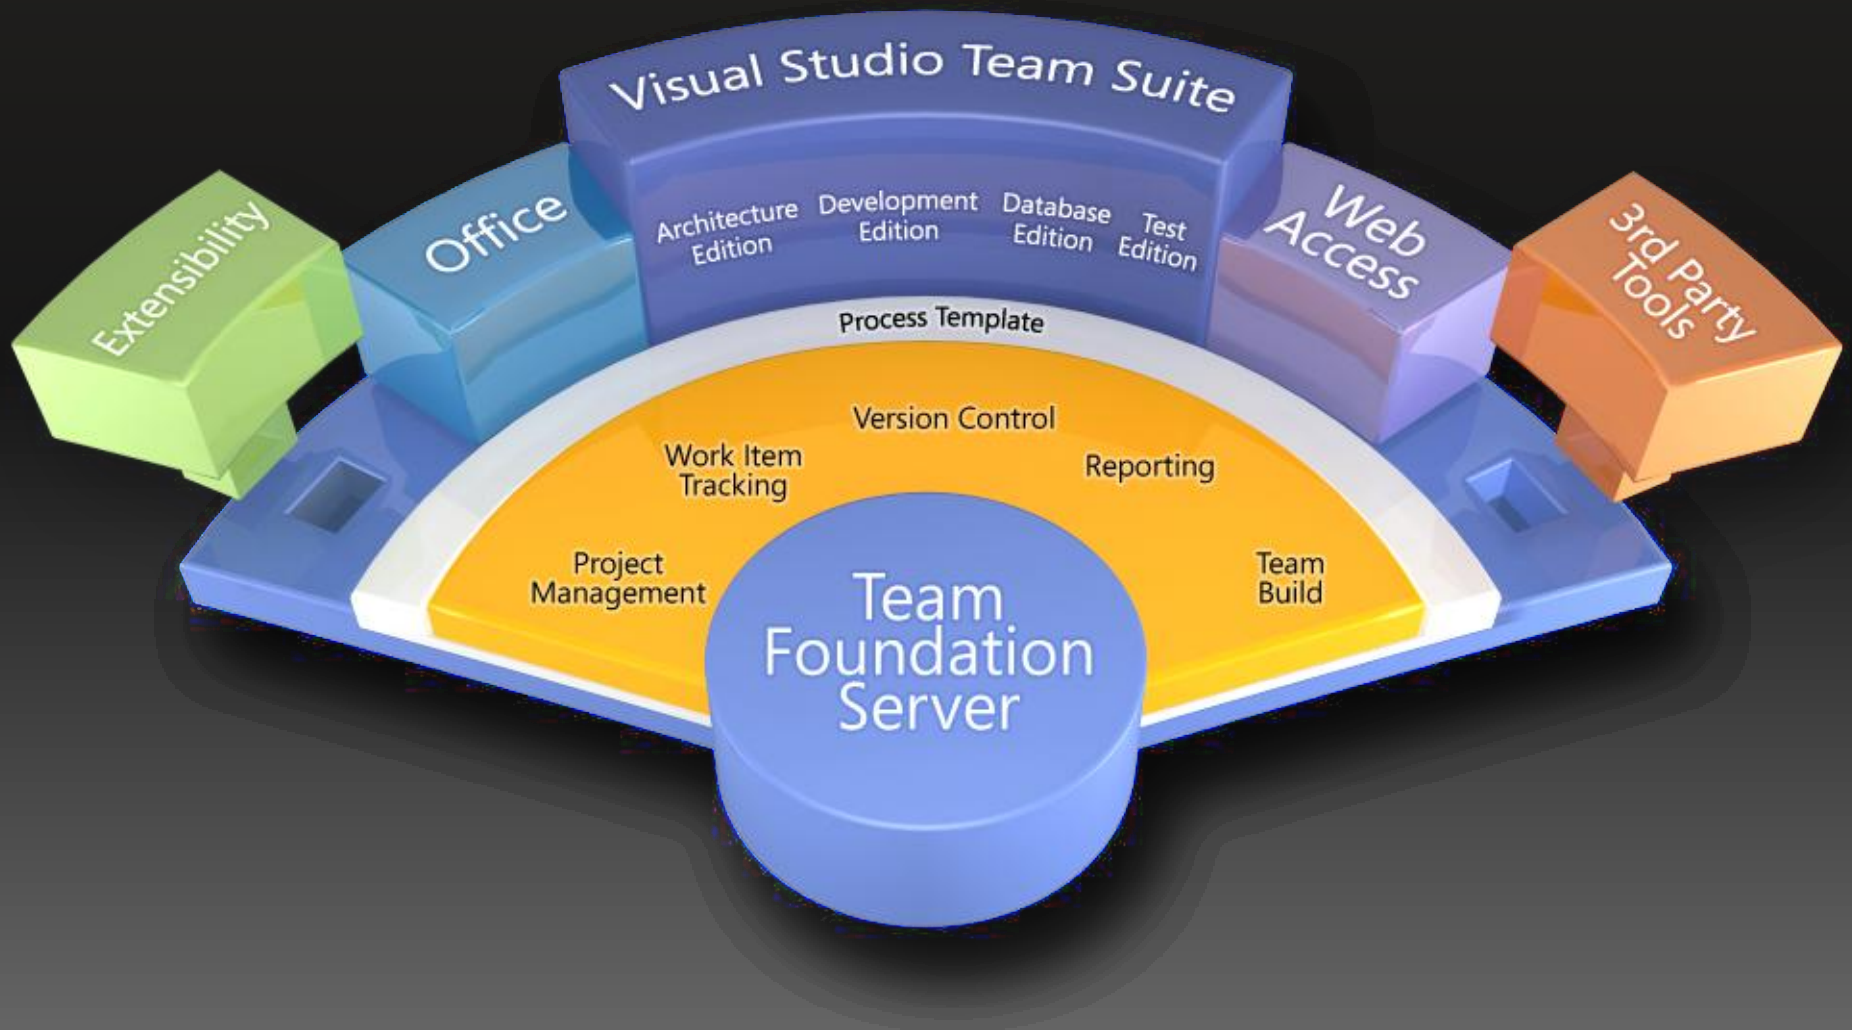 Visual Studio Team Suite
Extensibility
Office
Architecture
Edition
Development
Edition
Database
Edition
Test
Edition
Web
Access
3rd Party
Tools
Process Template
Version Control
Work Item
Tracking
Reporting
Project
Management
Team
Build
Team
Foundation
Server